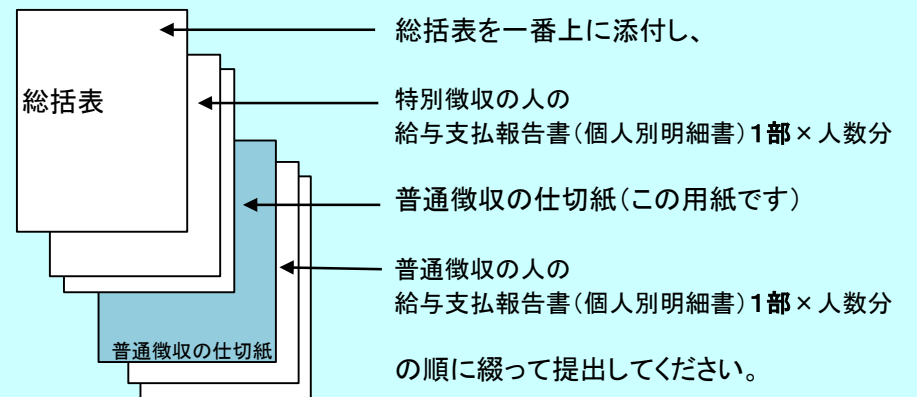 総括表を一番上に添付し、
総括表
特別徴収の人の
給与支払報告書(個人別明細書)1部×人数分
普通徴収の仕切紙(この用紙です)
普通徴収の人の
給与支払報告書(個人別明細書)1部×人数分
普通徴収の仕切紙
の順に綴って提出してください。